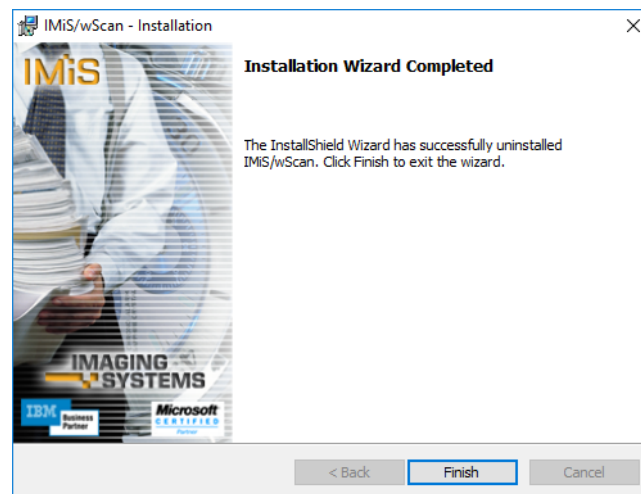 IMiS/wScan - Installation
IMiS
Installation Wizard Completed
The InstallShield Wizard has successfully uninstalled
IMiS/wScan. Click Finish to exit the wizard.
IMAGING
SYSTEMS
IBM Business
Partner
Microsoft
CERTIFIED
Partner
< Back Finish Cancel